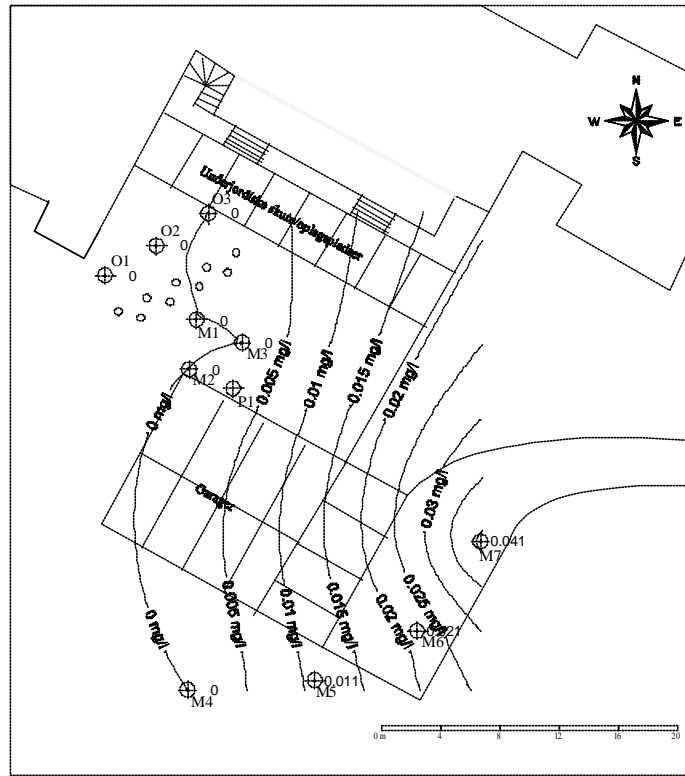 N
W E
S
Underjordiske skure/oplagspladser
O3 0
O2 0
O1 0
M1 0
M3 0
M2 0
P1
0.005 mg/l
0.01 mg/l
0.015 mg/l
0.02 mg/l
0 mg/l
Garager
0.03 mg/l
0.041
M7
0 mg/l
0.005 mg/l
0.01 mg/l
0.015 mg/l
0.02 mg/l
0.025 mg/l
M6
M4 0
M5 0.011
0 m 4 8 12 16 20